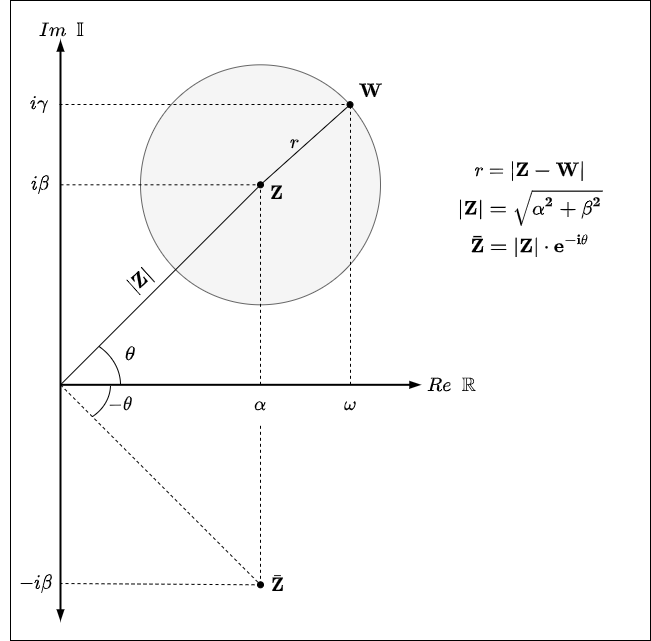 Im 𝕀
iγ
W
r
iβ
Z
r = |Z − W|
|Z| = √(α² + β²)
Z̄ = |Z| · e^{−iθ}
|Z|
θ
Re ℝ
−θ
α
ω
−iβ
Z̄